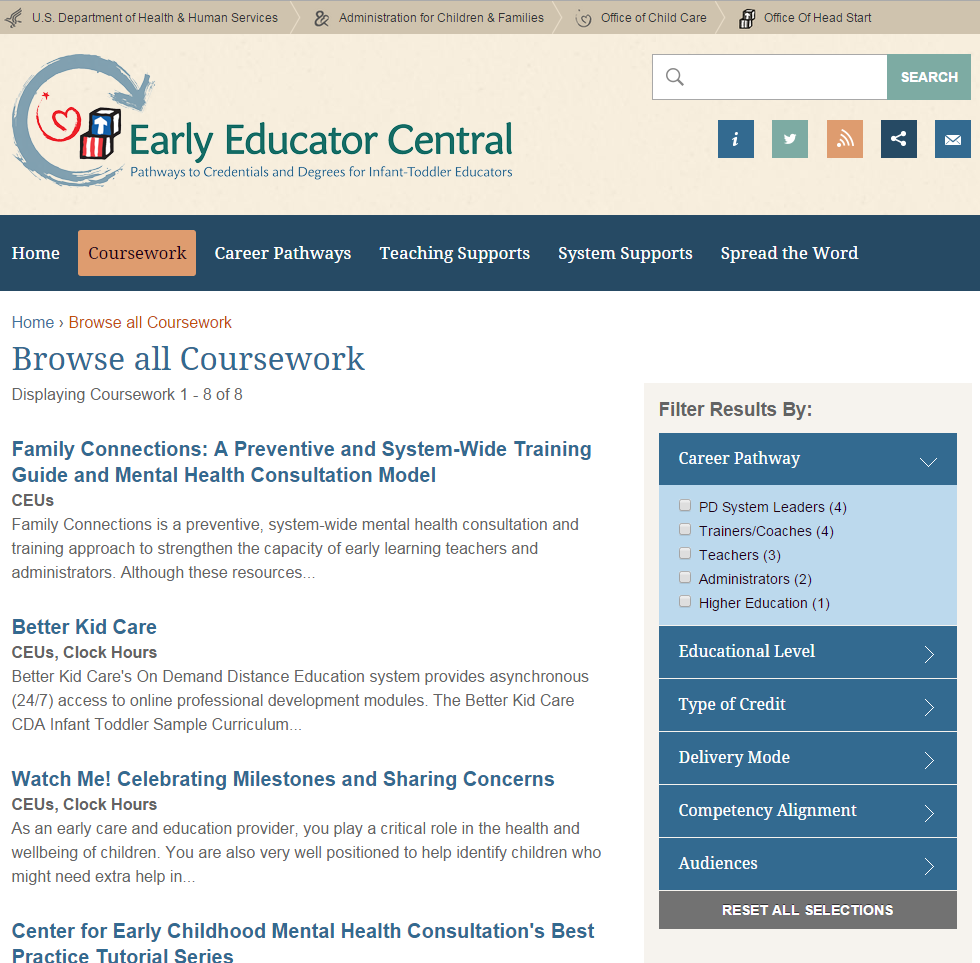 U.S. Department of Health & Human Services
Administration for Children & Families
Office of Child Care
Office Of Head Start
Early Educator Central
Pathways to Credentials and Degrees for Infant-Toddler Educators
SEARCH
Home
Coursework
Career Pathways
Teaching Supports
System Supports
Spread the Word
Home › Browse all Coursework
Browse all Coursework
Displaying Coursework 1 - 8 of 8
Family Connections: A Preventive and System-Wide Training
Guide and Mental Health Consultation Model
CEUs
Family Connections is a preventive, system-wide mental health consultation and
training approach to strengthen the capacity of early learning teachers and
administrators. Although these resources...
Better Kid Care
CEUs, Clock Hours
Better Kid Care's On Demand Distance Education system provides asynchronous
(24/7) access to online professional development modules. The Better Kid Care
CDA Infant Toddler Sample Curriculum...
Watch Me! Celebrating Milestones and Sharing Concerns
CEUs, Clock Hours
As an early care and education provider, you play a critical role in the health and
wellbeing of children. You are also very well positioned to help identify children who
might need extra help in...
Center for Early Childhood Mental Health Consultation's Best
Practice Tutorial Series
Filter Results By:
Career Pathway
PD System Leaders (4)
Trainers/Coaches (4)
Teachers (3)
Administrators (2)
Higher Education (1)
Educational Level
Type of Credit
Delivery Mode
Competency Alignment
Audiences
RESET ALL SELECTIONS